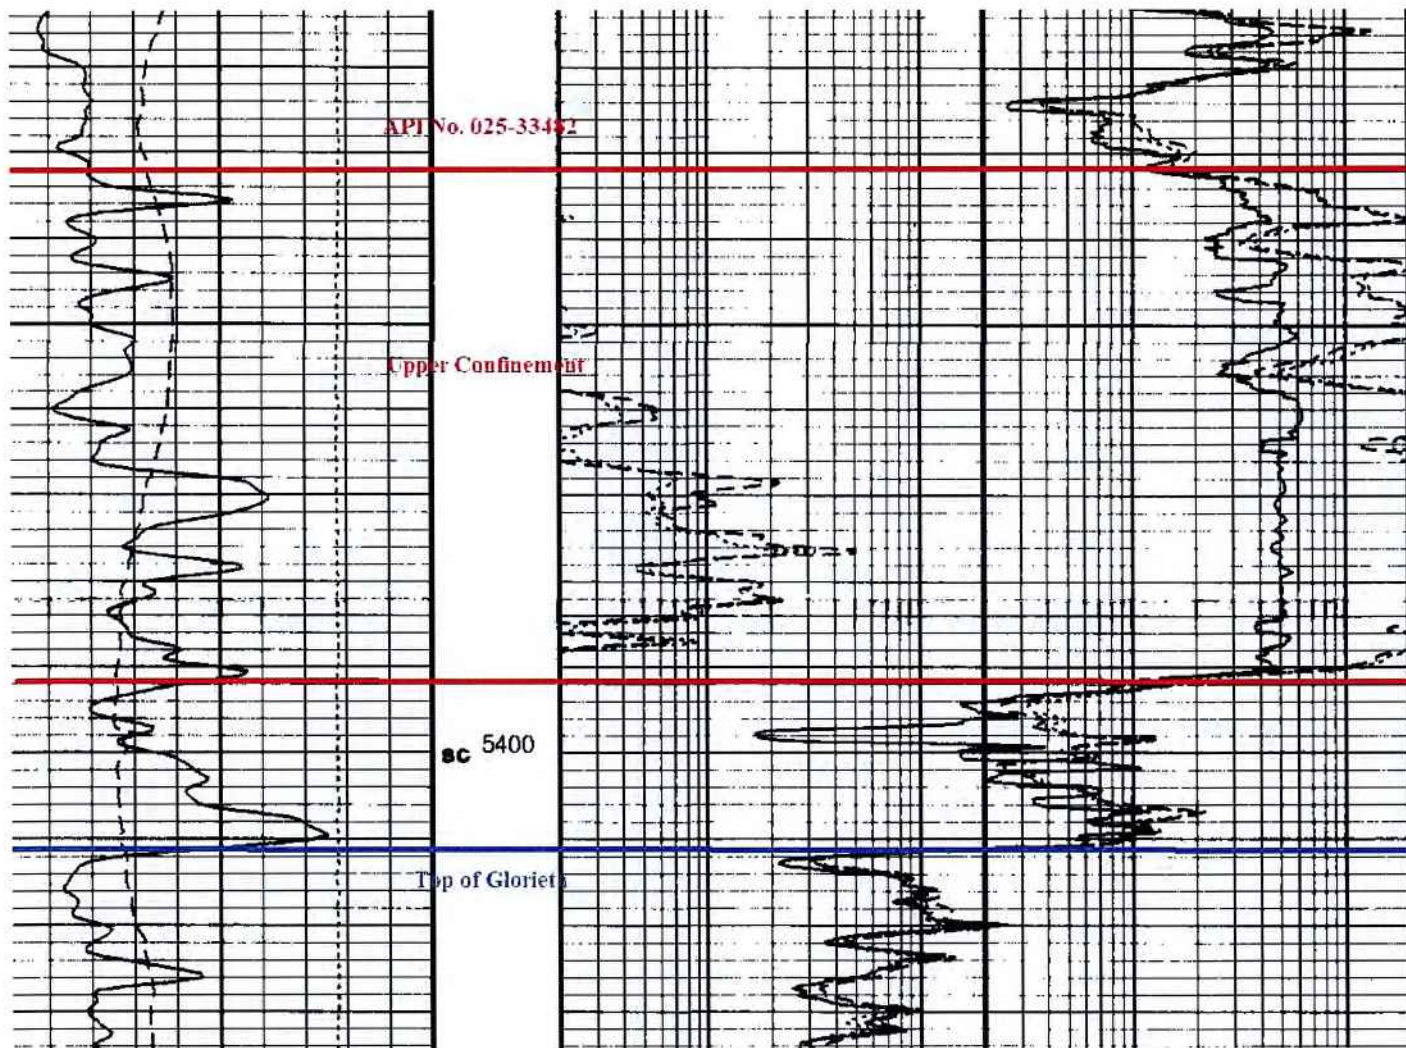 API No. 025-33482
Upper Confinement
sc 5400
Top of Glorieta